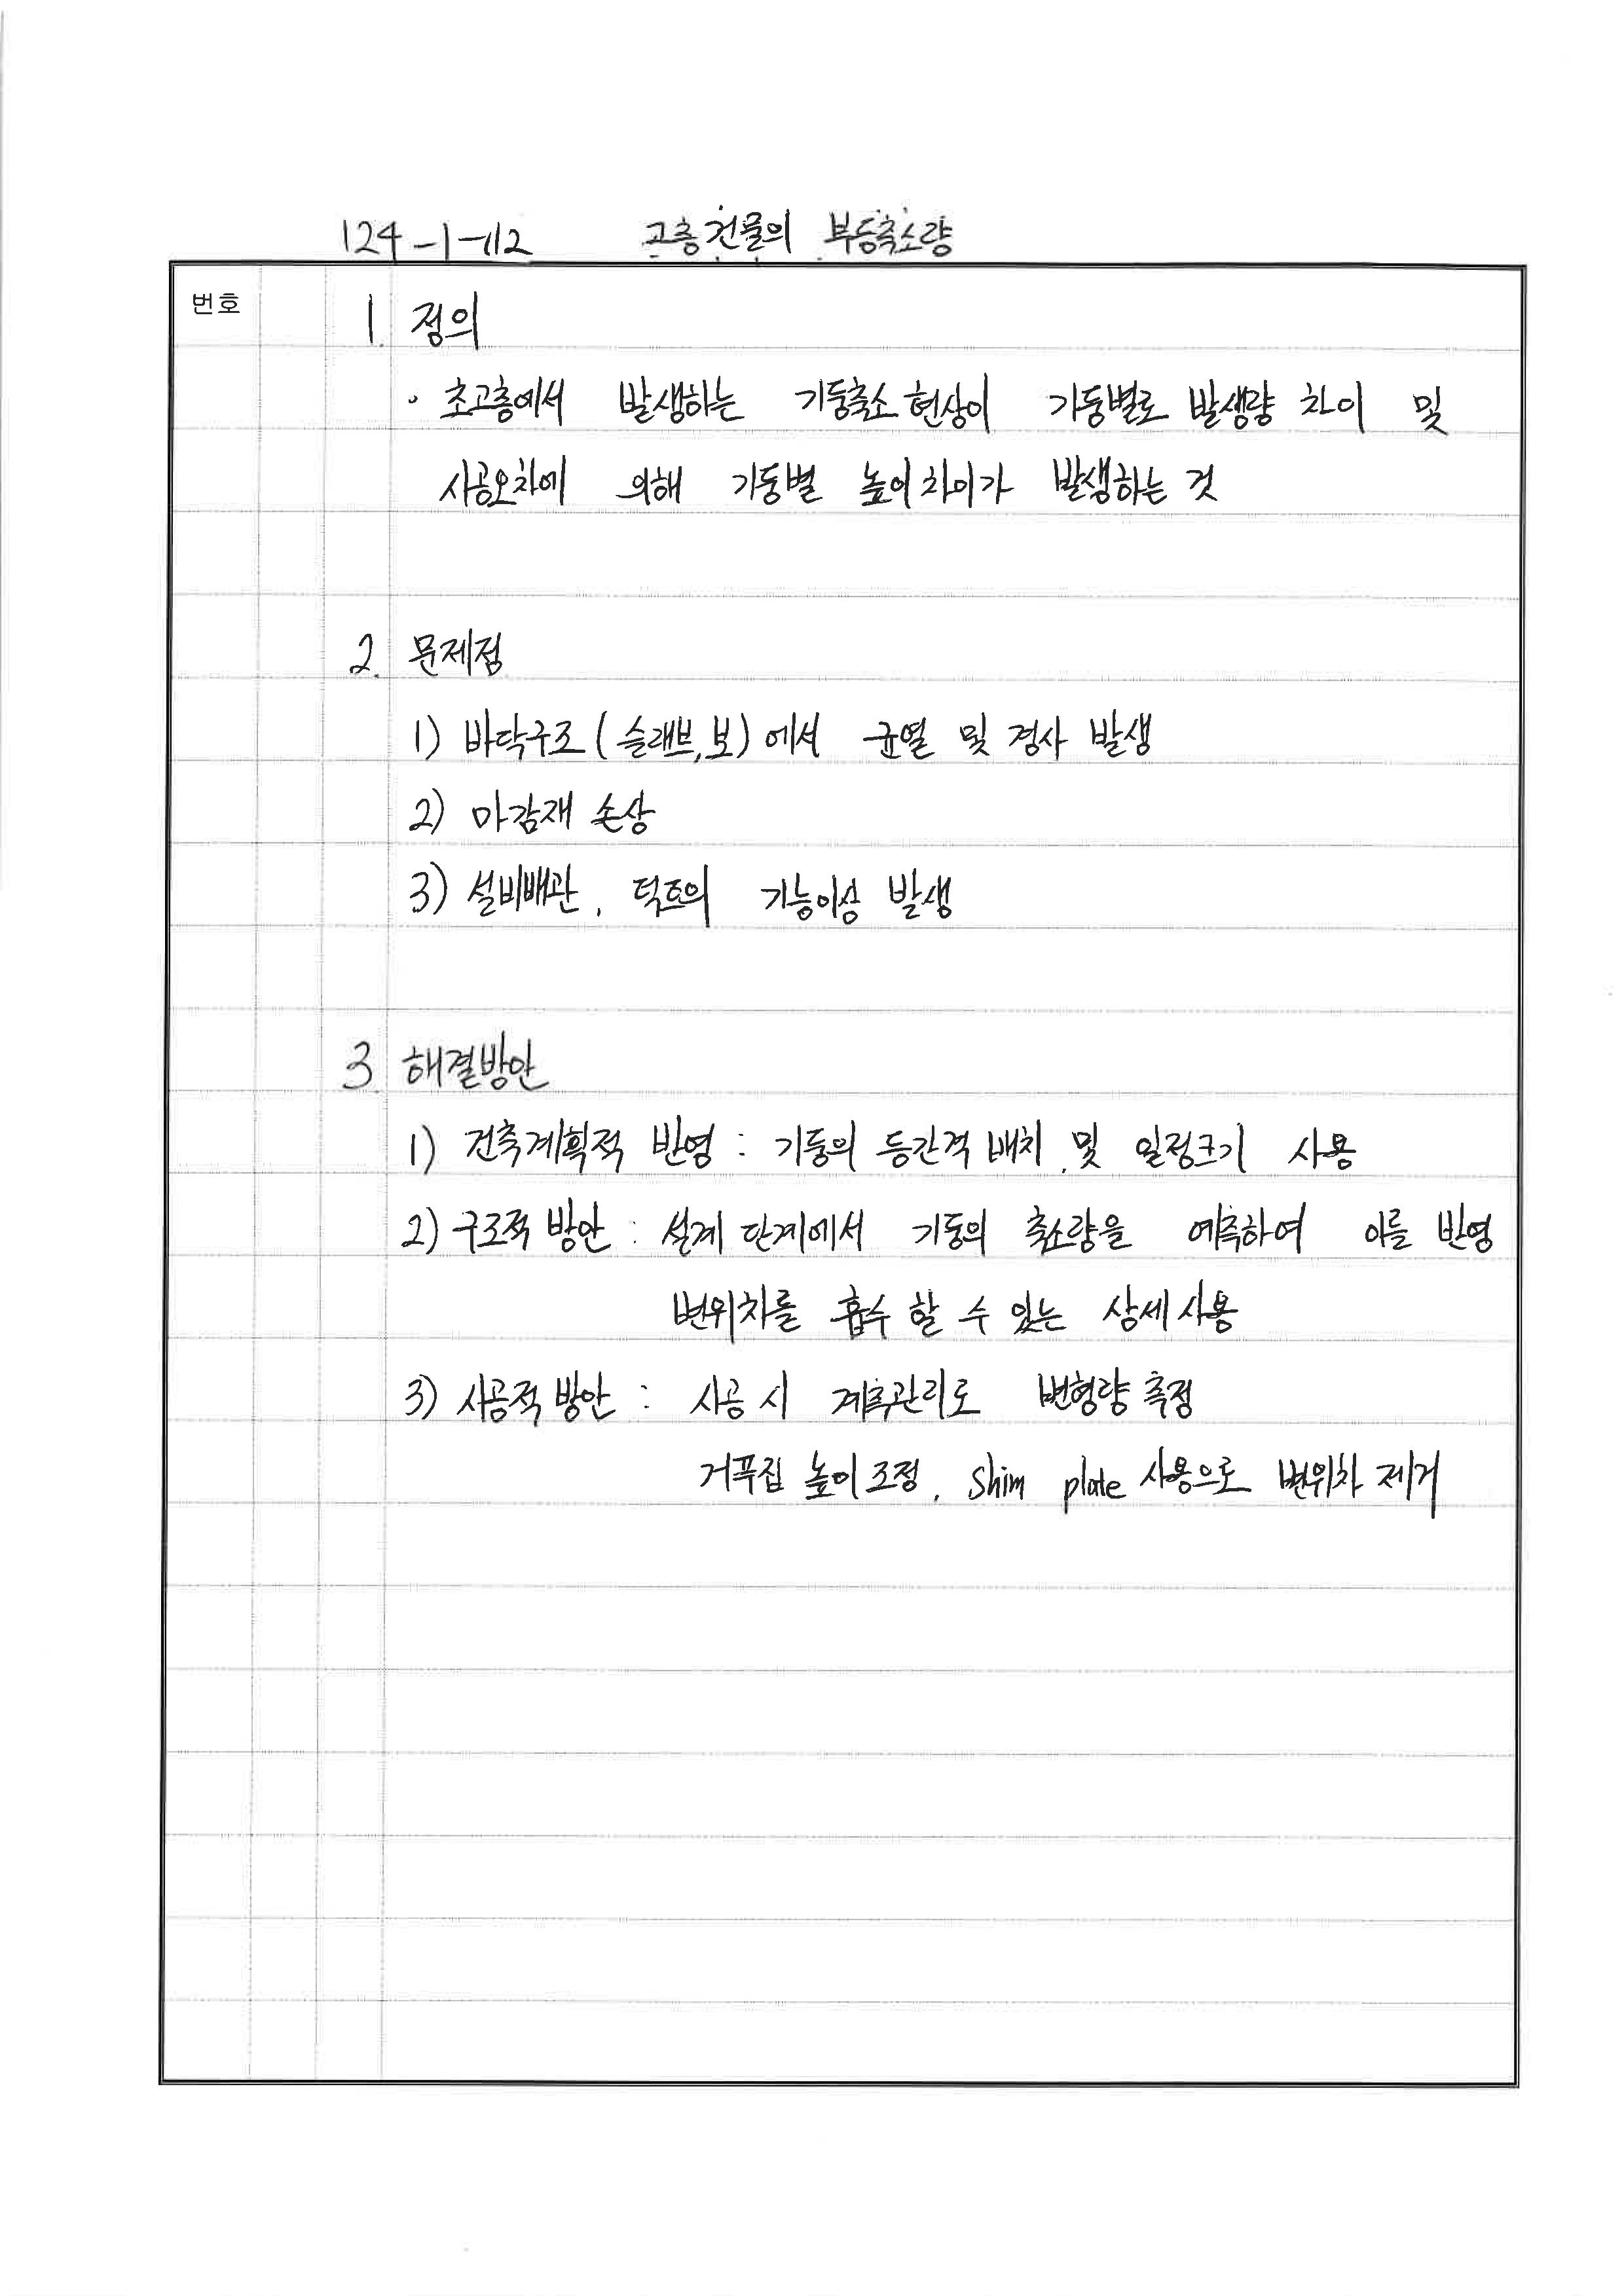 124-1-12 고층건물의 부등축소량
번호
1. 정의
· 초고층에서 발생하는 기둥축소 현상이 기둥별로 발생량 차이 및
시공오차에 의해 기둥별 높이차이가 발생하는 것
2. 문제점
1) 바닥구조(슬래브,보)에서 균열 및 경사 발생
2) 마감재 손상
3) 설비배관, 덕트의 기능이상 발생
3. 해결방안
1) 건축계획적 반영 : 기둥의 등간격 배치 및 일정크기 사용
2) 구조적 방안 : 설계 단계에서 기둥의 축소량을 예측하여 이를 반영
변위차를 흡수 할 수 있는 상세 사용
3) 시공적 방안 : 시공 시 계측관리로 변형량 측정
거푸집 높이 조정, shim plate 사용으로 변위차 제거